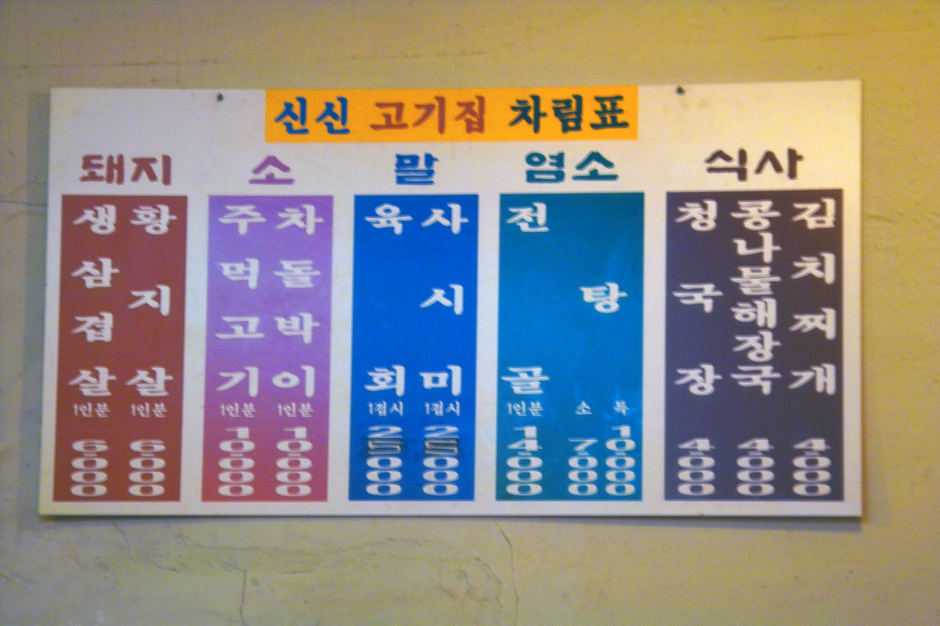 신신 고기집 차림표
돼지 소 말 염소 식사
생삼겹살
1인분
6000
황지살
1인분
6000
주먹고기
1인분
10000
차돌박이
1인분
10000
육회
1접시
사시미
1접시
전골
1인분
14000
탕
소 특
7000 10000
청국장
4000
콩나물해장국
4000
김치찌개
4000